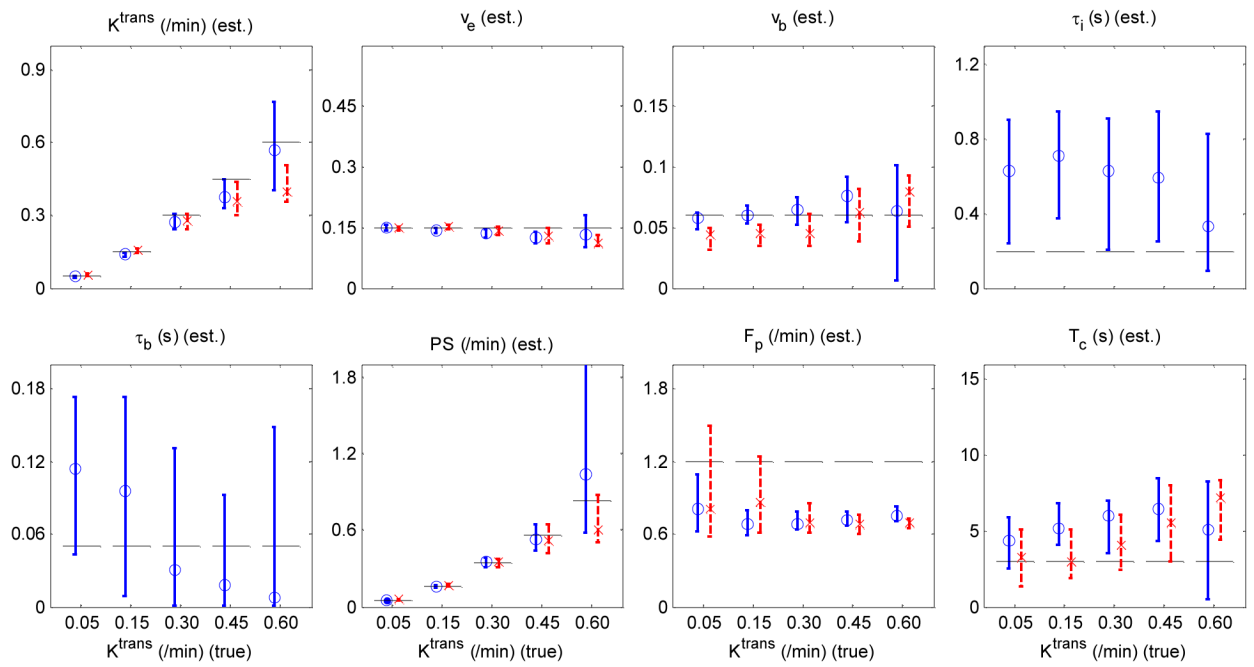 K^trans (/min) (est.)
v_e (est.)
v_b (est.)
τ_i (s) (est.)
0.9
0.6
0.3
0
0.45
0.3
0.15
0
0.15
0.1
0.05
0
1.2
0.8
0.4
0
τ_b (s) (est.)
PS (/min) (est.)
F_p (/min) (est.)
T_c (s) (est.)
0.18
0.12
0.06
0
1.8
1.2
0.6
0
1.8
1.2
0.6
0
15
10
5
0
0.05 0.15 0.30 0.45 0.60
0.05 0.15 0.30 0.45 0.60
0.05 0.15 0.30 0.45 0.60
0.05 0.15 0.30 0.45 0.60
K^trans (/min) (true)
K^trans (/min) (true)
K^trans (/min) (true)
K^trans (/min) (true)